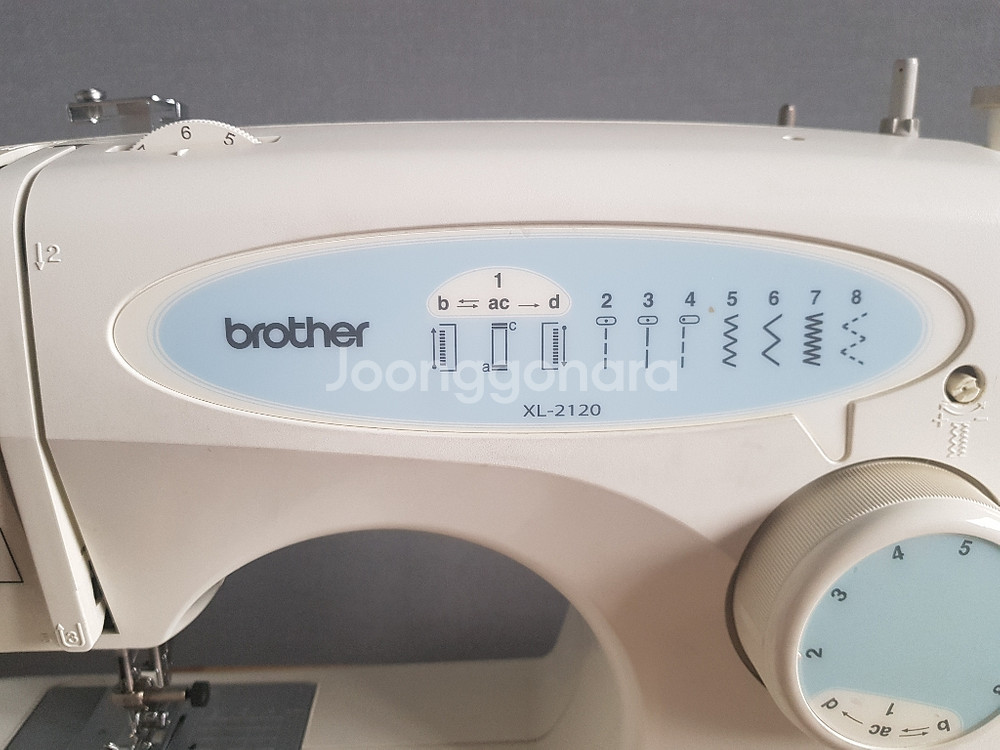 6 5
2
1
b ⇆ ac → d 2 3 4 5 6 7 8
c
a
brother
Joonggonara
XL-2120
4 5
3
2
1
b ⇆ ac → d
3